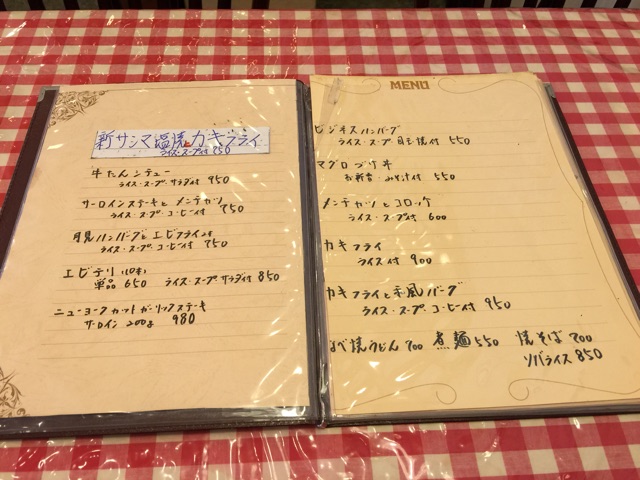 新サンマ塩焼とカキフライ
ライス・スープ付 850
牛たんシチュー
ライス・スープ サラダ付 950
サーロインステーキと メンチカツ
ライス・スープ コーヒー付 750
月見ハンバーグとエビフライ
ライス・スープ コーヒー付 750
エビチリ (10本)
単品 650 ライス・スープ サラダ付 850
ニューヨークカットガーリックステーキ
サーロイン 200g 980
MENU
ビジネスハンバーグ
ライス・スープ 目玉焼付 550
マグロづけ丼
お新香・みそ汁付 550
メンチカツとコロッケ
ライス・スープ付 600
カキフライ
ライス付 900
カキフライと和風バーグ
ライス・スープ・コーヒー付 950
なべ焼うどん 700 煮麺 550 焼そば 700
ソバライス 850